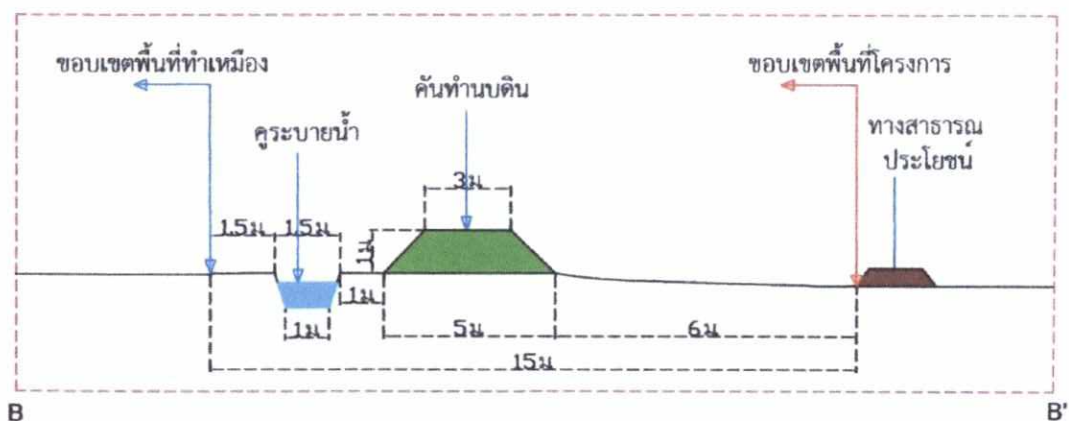 ขอบเขตพื้นที่ทำเหมือง
คันทำนบดิน
ขอบเขตพื้นที่โครงการ
คูระบายน้ำ
ทางสาธารณ
ประโยชน์
3ม
1.5ม 1.5ม
1ม
1ม
1ม
5ม
6ม
15ม
B
B'